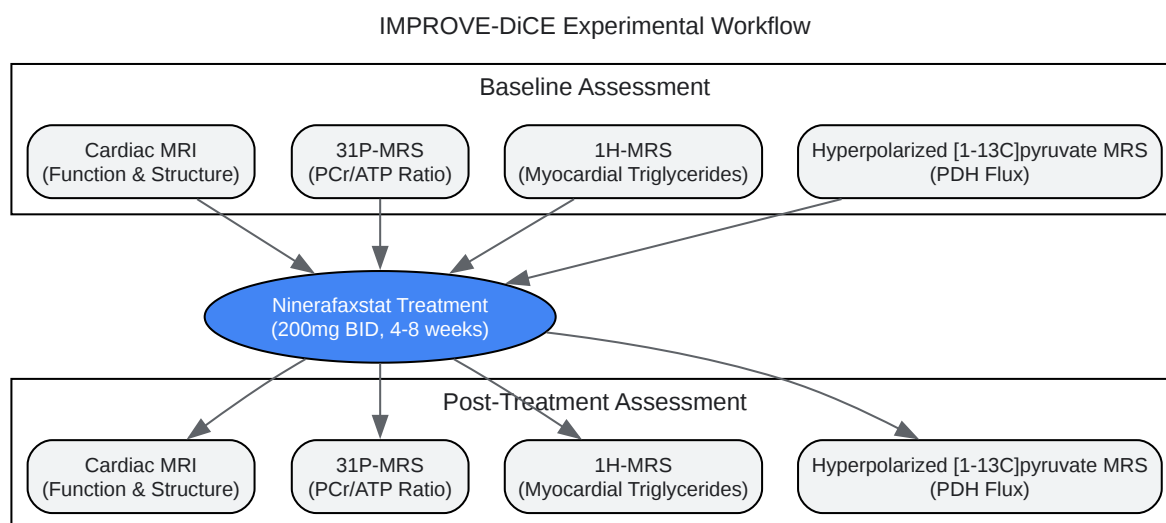 IMPROVE-DiCE Experimental Workflow
Baseline Assessment
Cardiac MRI
(Function & Structure)
31P-MRS
(PCr/ATP Ratio)
1H-MRS
(Myocardial Triglycerides)
Hyperpolarized [1-13C]pyruvate MRS
(PDH Flux)
Ninerafaxstat Treatment
(200mg BID, 4-8 weeks)
Post-Treatment Assessment
Cardiac MRI
(Function & Structure)
31P-MRS
(PCr/ATP Ratio)
1H-MRS
(Myocardial Triglycerides)
Hyperpolarized [1-13C]pyruvate MRS
(PDH Flux)